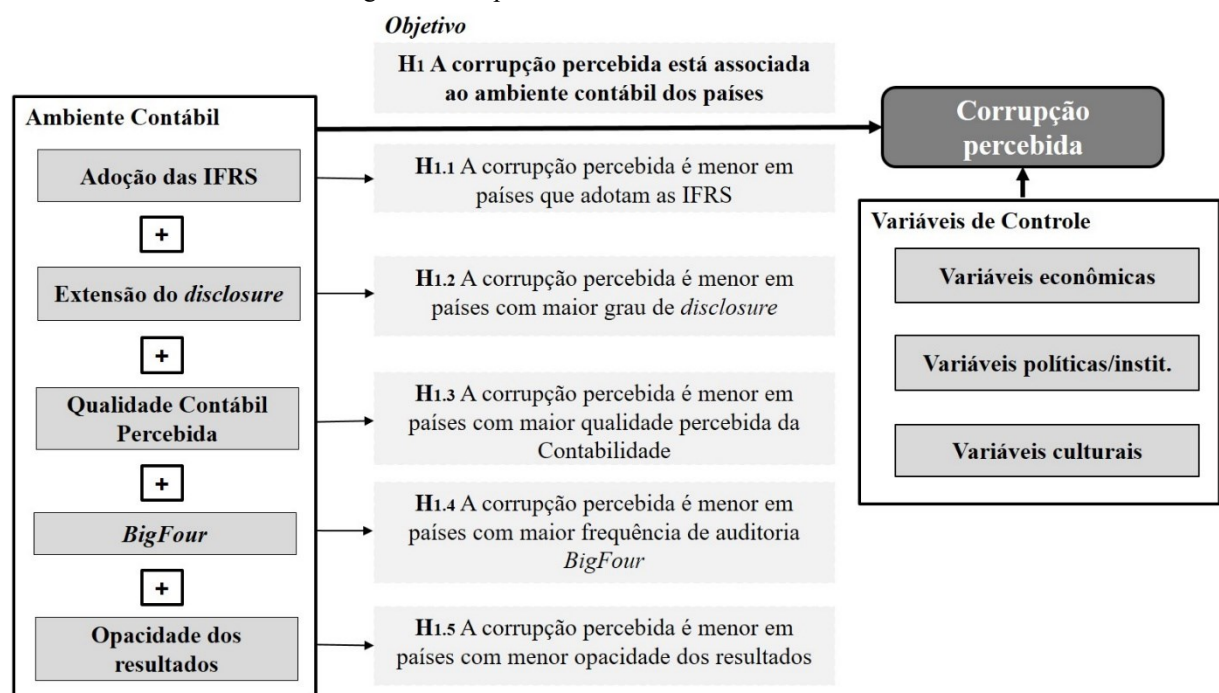 Objetivo
H1 A corrupção percebida está associada
ao ambiente contábil dos países
Ambiente Contábil
Adoção das IFRS
+
Extensão do disclosure
+
Qualidade Contábil
Percebida
+
BigFour
+
Opacidade dos
resultados
H1.1 A corrupção percebida é menor em
países que adotam as IFRS
H1.2 A corrupção percebida é menor em
países com maior grau de disclosure
H1.3 A corrupção percebida é menor em
países com maior qualidade percebida da
Contabilidade
H1.4 A corrupção percebida é menor em
países com maior frequência de auditoria
BigFour
H1.5 A corrupção percebida é menor em
países com menor opacidade dos resultados
Corrupção
percebida
Variáveis de Controle
Variáveis econômicas
Variáveis políticas/instit.
Variáveis culturais